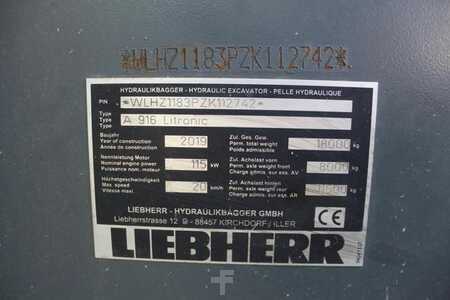 *WLHZ1183PZK112742*
HYDRAULIKBAGGER - HYDRAULIC EXCAVATOR - PELLE HYDRAULIQUE
PIN *WLHZ1183PZK112742*
Type
Type A 916 Litronic
Type
Baujahr
Year of construction 2019
Année de construction
Zul. Ges. Gew.
Perm. total weight 18000 kg
Poids admissible
Nennleistung Motor
Nominal engine power 115 kW
Puissance nom. moteur
Zul. Achslast vorn
Perm. axle weight front 8000 kg
Charge adm. sur ess. AV
Höchstgeschwindigkeit
Max. speed 20 km/h
Vitesse maxi
Zul. Achslast hinten
Perm. axle weight rear kg
Charge adm. sur ess. AR
LIEBHERR - HYDRAULIKBAGGER GMBH
Liebherrstrasse 12 D - 88457 KIRCHDORF/ILLER
CE
LIEBHERR